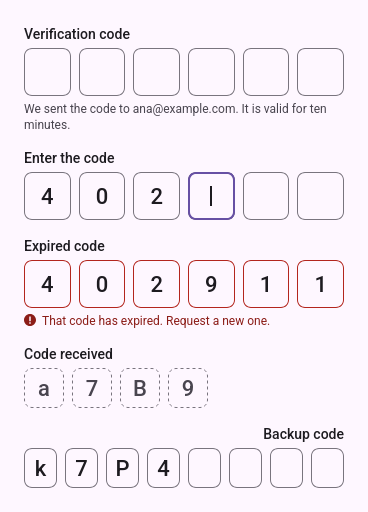 Verification code
We sent the code to ana@example.com. It is valid for ten
minutes.
Enter the code
4 0 2
Expired code
4 0 2 9 1 1
That code has expired. Request a new one.
Code received
a 7 B 9
Backup code
k 7 P 4